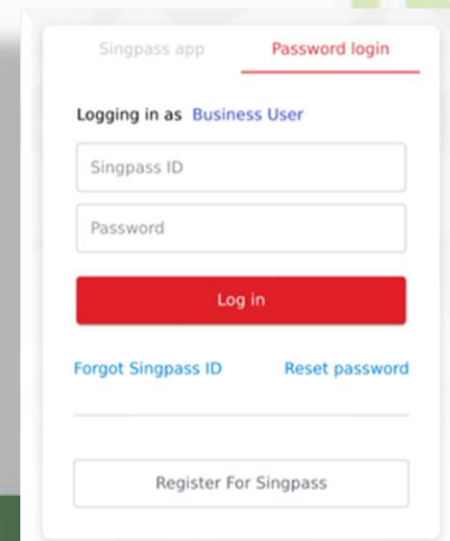 Singpass app Password login
Logging in as Business User
Singpass ID
Password
Log in
Forgot Singpass ID Reset password
Register For Singpass